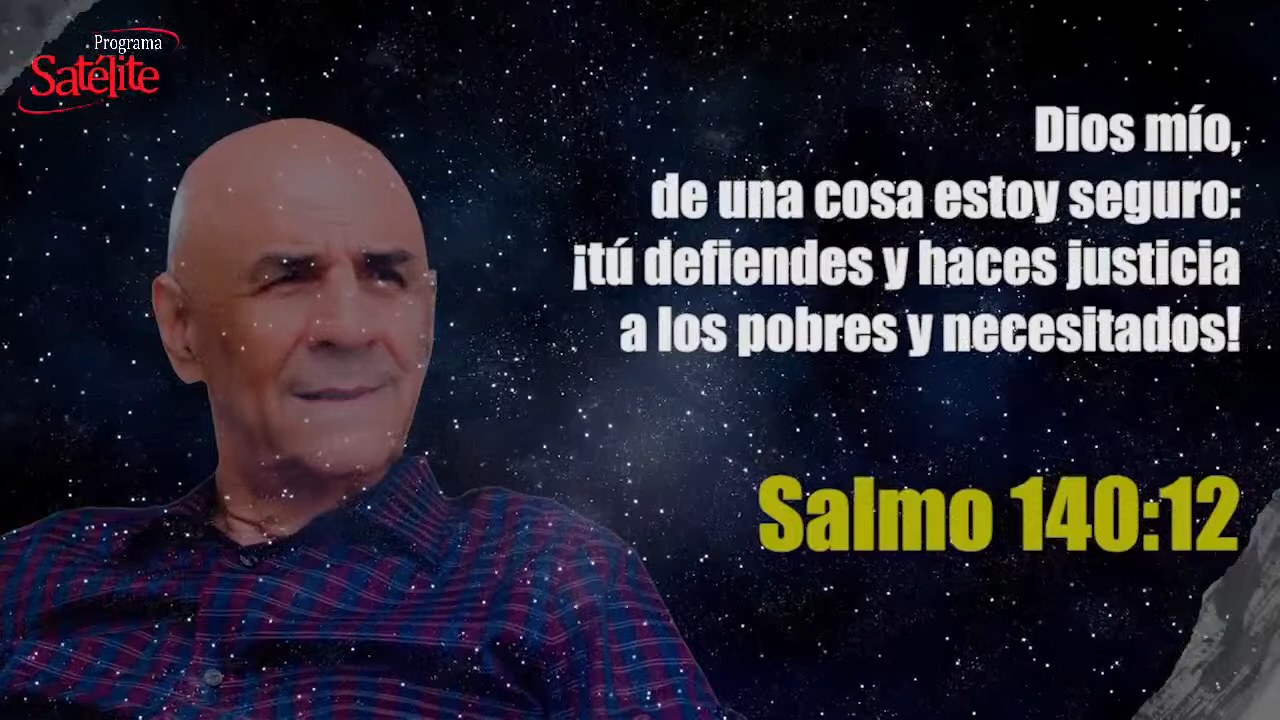 Programa
Satélite
Dios mío,
de una cosa estoy seguro:
¡tú defiendes y haces justicia
a los pobres y necesitados!
Salmo 140:12